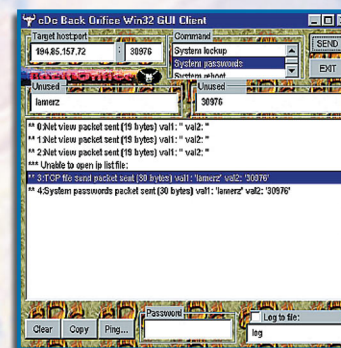 cDc Back Orifice Win32 GUI Client
Target host:port
194.85.157.72 : 30976
Command
System lockup
System passwords
System reboot
SEND
EXIT
Back Orifice
Unused
lamerz
Unused
30976
** 0:Net view packet sent (19 bytes) val1: '' val2: ''
** 1:Net view packet sent (19 bytes) val1: '' val2: ''
** 2:Net view packet sent (19 bytes) val1: '' val2: ''
*** Unable to open ip list file:
** 3:TCP file send packet sent (30 bytes) val1: 'lamerz' val2: '30976'
** 4:System passwords packet sent (30 bytes) val1: 'lamerz' val2: '30976'
Clear Copy Ping...
Password
Log to file:
log